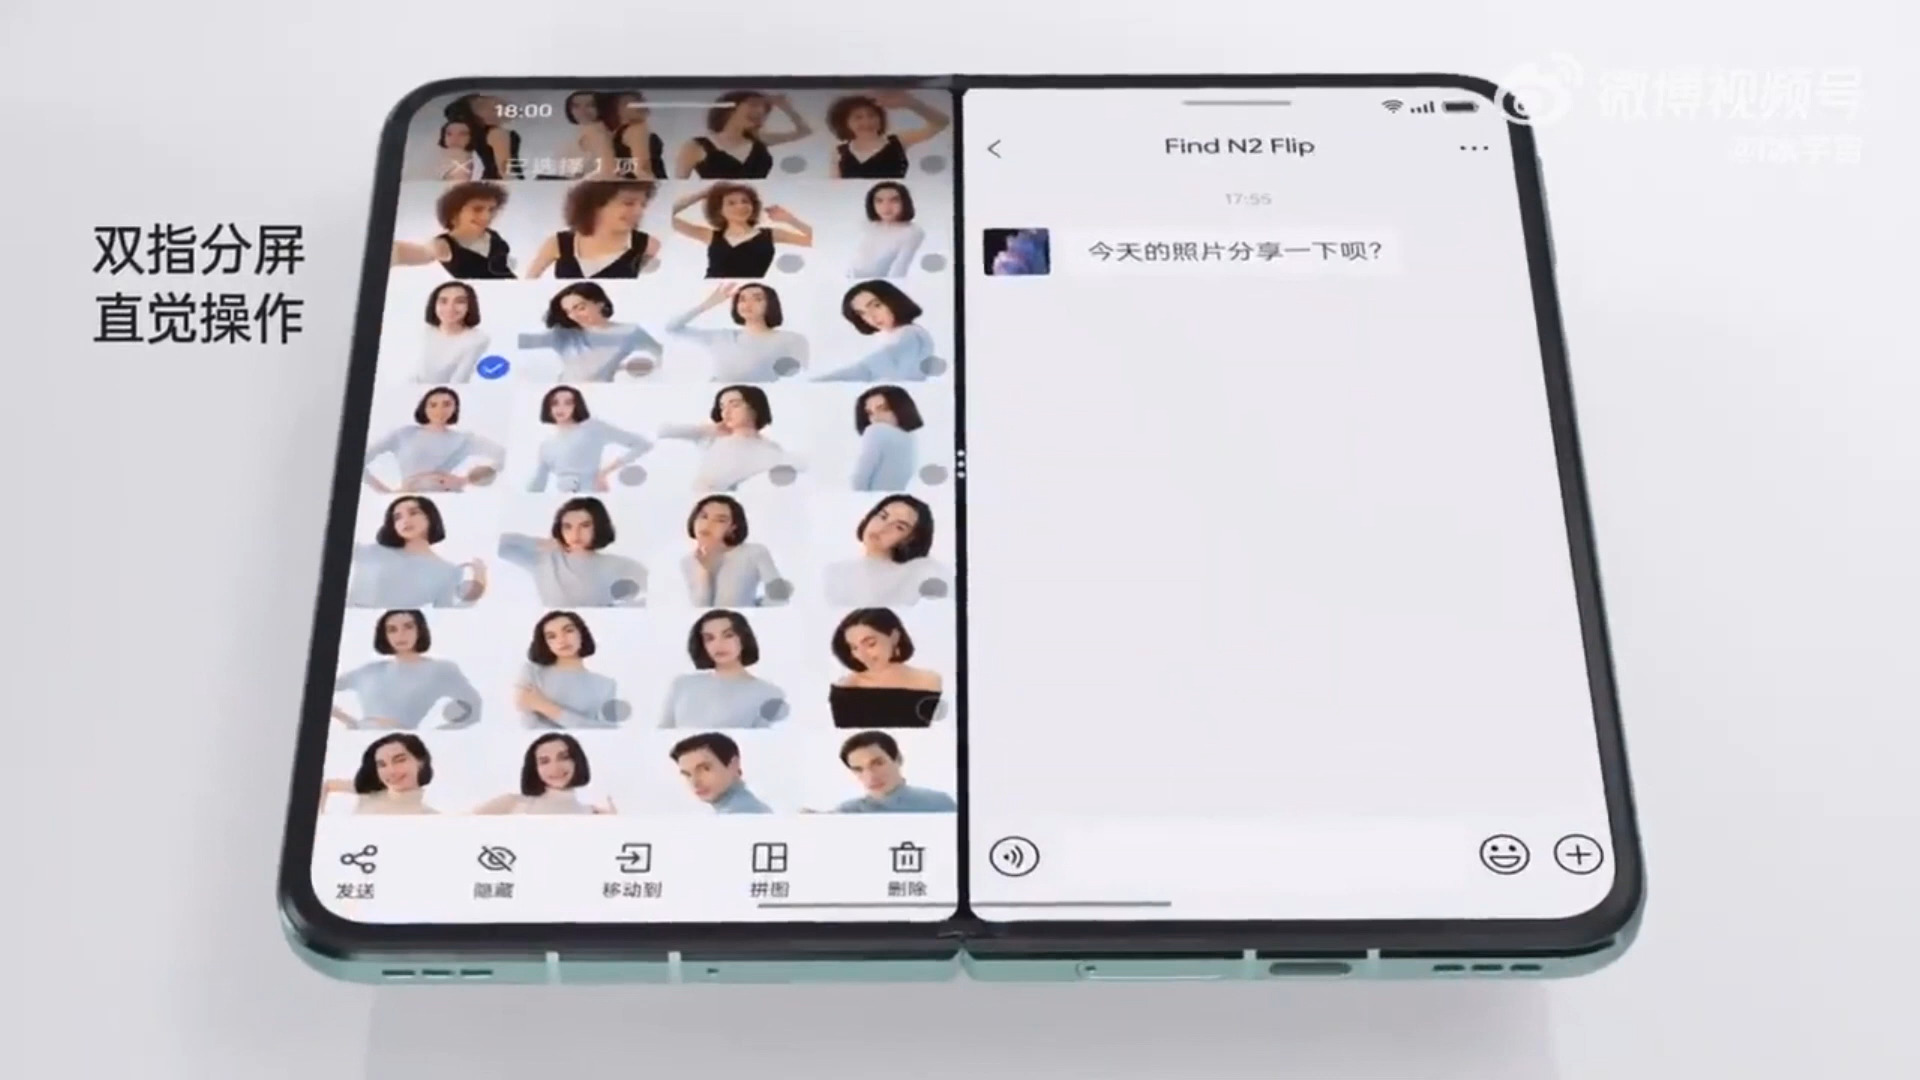 微博视频号
双指分屏
直觉操作
18:00
已选择 1 项
Find N2 Flip
17:55
今天的照片分享一下呗?
发送
隐藏
移动到
拼图
删除